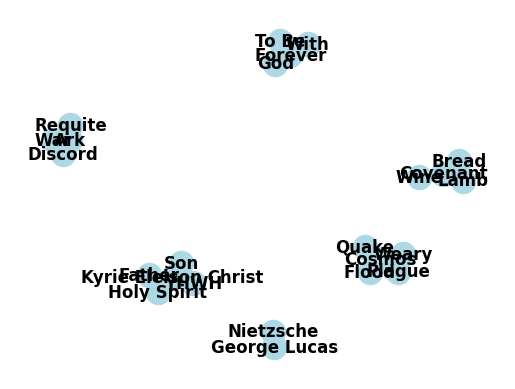 To Be
With
Forever
God
Requite
War
Ark
Discord
Bread
Covenant
Wine
Lamb
Quake
Weary
Cosmos
Flood
Plague
Son
Father
Kyrie Eleison
Christ
YHWH
Holy Spirit
Nietzsche
George Lucas